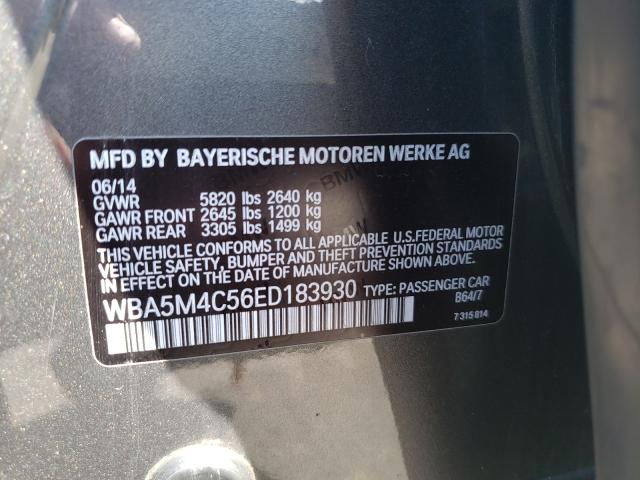 MFD BY BAYERISCHE MOTOREN WERKE AG
06/14
GVWR 5820 lbs 2640 kg
GAWR FRONT 2645 lbs 1200 kg
GAWR REAR 3305 lbs 1499 kg
THIS VEHICLE CONFORMS TO ALL APPLICABLE U.S.FEDERAL MOTOR
VEHICLE SAFETY, BUMPER AND THEFT PREVENTION STANDARDS
IN EFFECT ON THE DATE OF MANUFACTURE SHOWN ABOVE.
WBA5M4C56ED183930 TYPE: PASSENGER CAR
B64/7
7 315 814
BMW